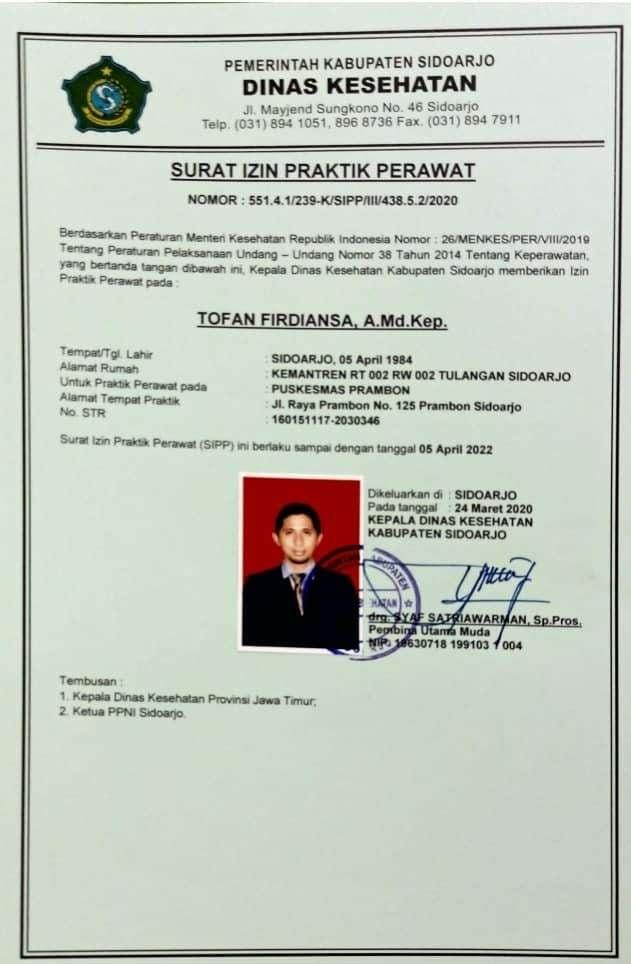 PEMERINTAH KABUPATEN SIDOARJO
DINAS KESEHATAN
Jl. Mayjend Sungkono No. 46 Sidoarjo
Telp. (031) 894 1051, 896 8736 Fax. (031) 894 7911
SURAT IZIN PRAKTIK PERAWAT
NOMOR : 551.4.1/239-K/SIPP/III/438.5.2/2020
Berdasarkan Peraturan Menteri Kesehatan Republik Indonesia Nomor : 26/MENKES/PER/VIII/2019
Tentang Peraturan Pelaksanaan Undang – Undang Nomor 38 Tahun 2014 Tentang Keperawatan,
yang bertanda tangan dibawah ini, Kepala Dinas Kesehatan Kabupaten Sidoarjo memberikan Izin
Praktik Perawat pada :
TOFAN FIRDIANSA, A.Md.Kep.
Tempat/Tgl. Lahir : SIDOARJO, 05 April 1984
Alamat Rumah : KEMANTREN RT 002 RW 002 TULANGAN SIDOARJO
Untuk Praktik Perawat pada : PUSKESMAS PRAMBON
Alamat Tempat Praktik : Jl. Raya Prambon No. 125 Prambon Sidoarjo
No. STR : 160151117-2030346
Surat Izin Praktik Perawat (SIPP) ini berlaku sampai dengan tanggal 05 April 2022
Dikeluarkan di : SIDOARJO
Pada tanggal : 24 Maret 2020
KEPALA DINAS KESEHATAN
KABUPATEN SIDOARJO
drg. SYAF SATRIAWARMAN, Sp.Pros.
Pembina Utama Muda
NIP. 19630718 199103 1 004
Tembusan :
1. Kepala Dinas Kesehatan Provinsi Jawa Timur;
2. Ketua PPNI Sidoarjo.